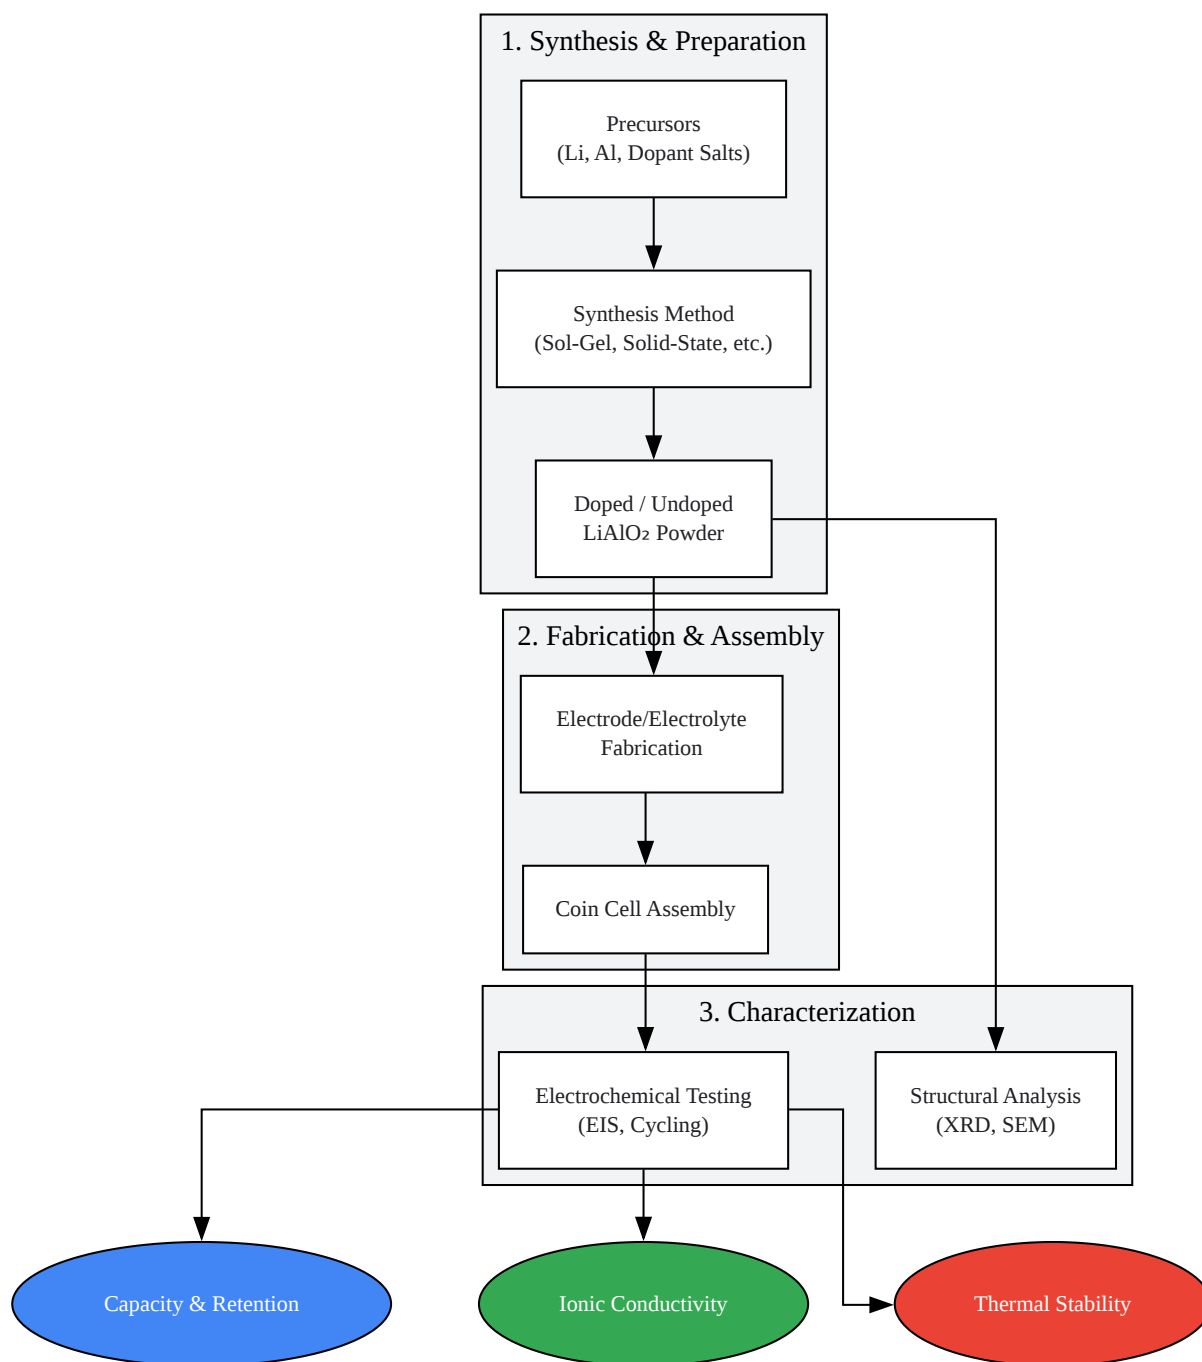 1. Synthesis & Preparation
Precursors
(Li, Al, Dopant Salts)
Synthesis Method
(Sol-Gel, Solid-State, etc.)
Doped / Undoped
LiAlO₂ Powder
2. Fabrication & Assembly
Electrode/Electrolyte
Fabrication
Coin Cell Assembly
3. Characterization
Electrochemical Testing
(EIS, Cycling)
Structural Analysis
(XRD, SEM)
Capacity & Retention
Ionic Conductivity
Thermal Stability